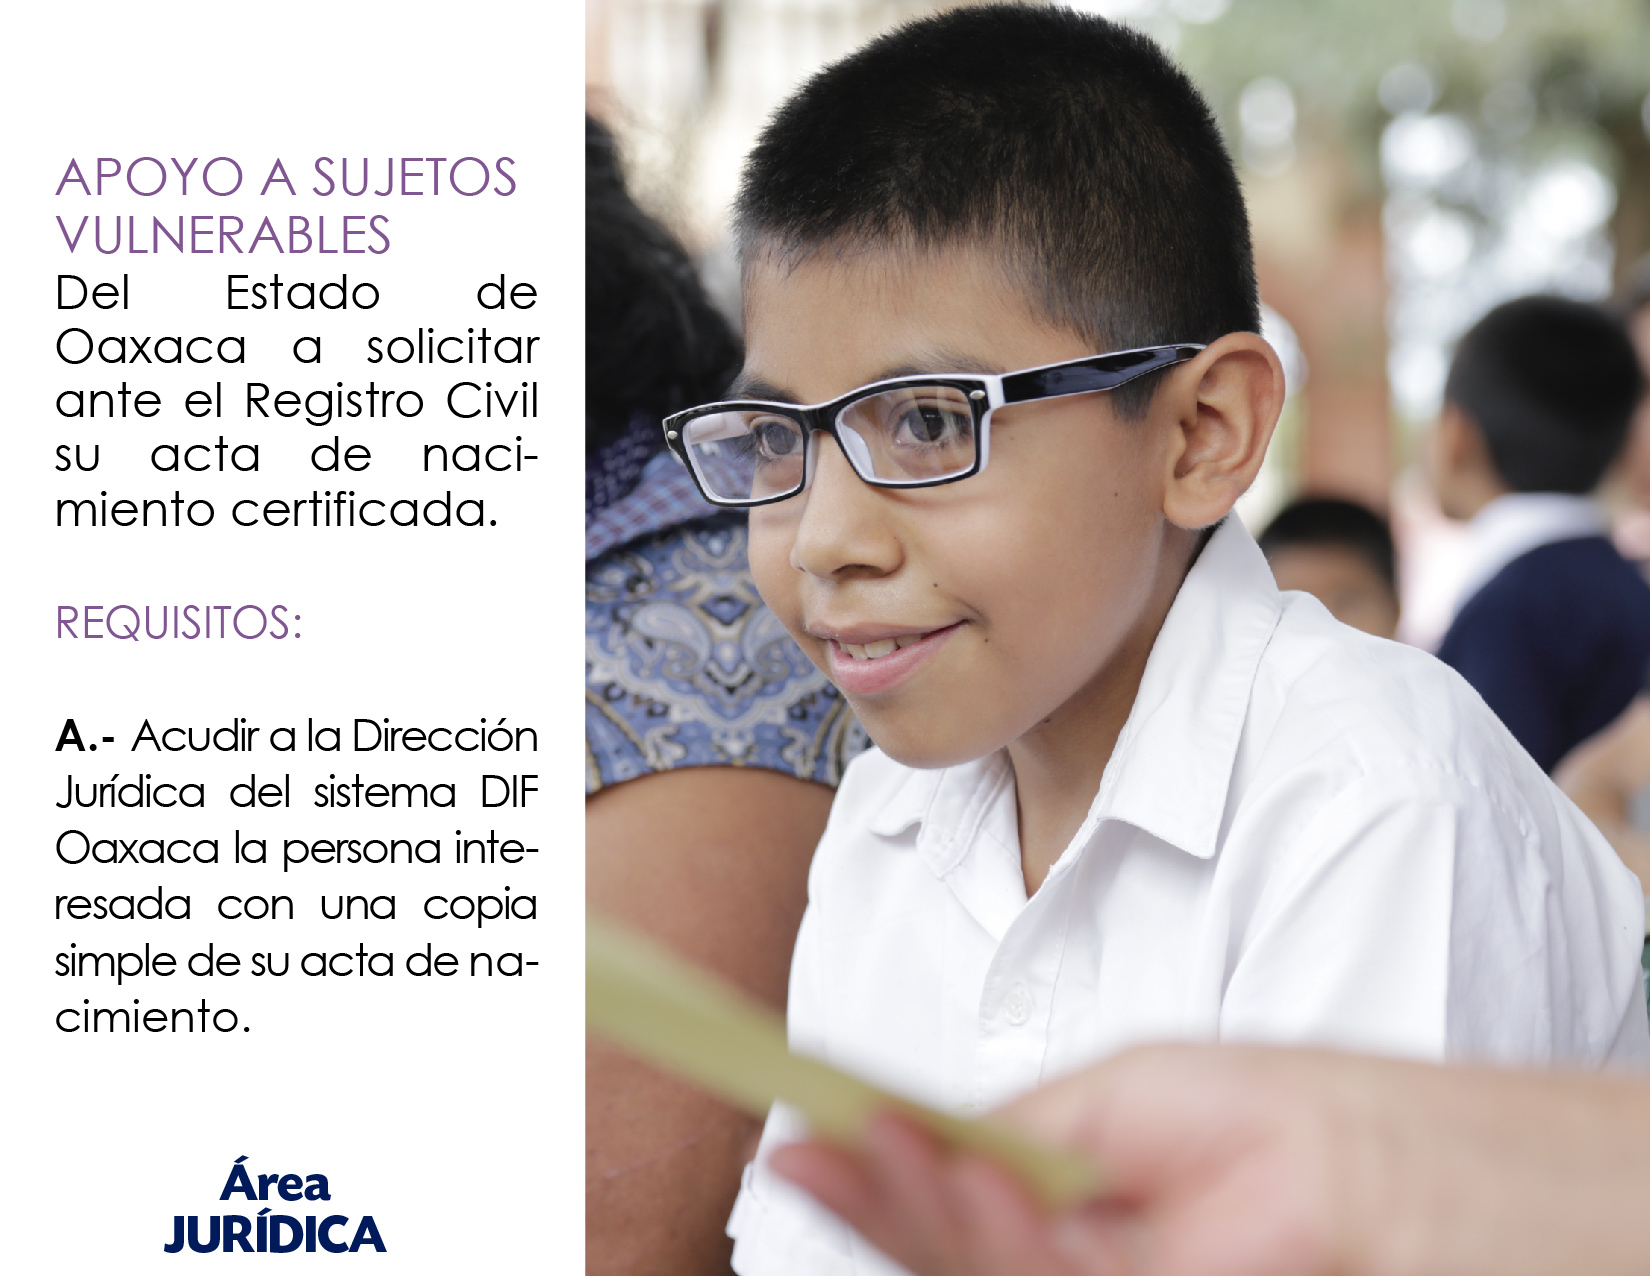 APOYO A SUJETOS
VULNERABLES
Del Estado de
Oaxaca a solicitar
ante el Registro Civil
su acta de naci-
miento certificada.
REQUISITOS:
A.- Acudir a la Dirección
Jurídica del sistema DIF
Oaxaca la persona inte-
resada con una copia
simple de su acta de na-
cimiento.
Área
JURÍDICA